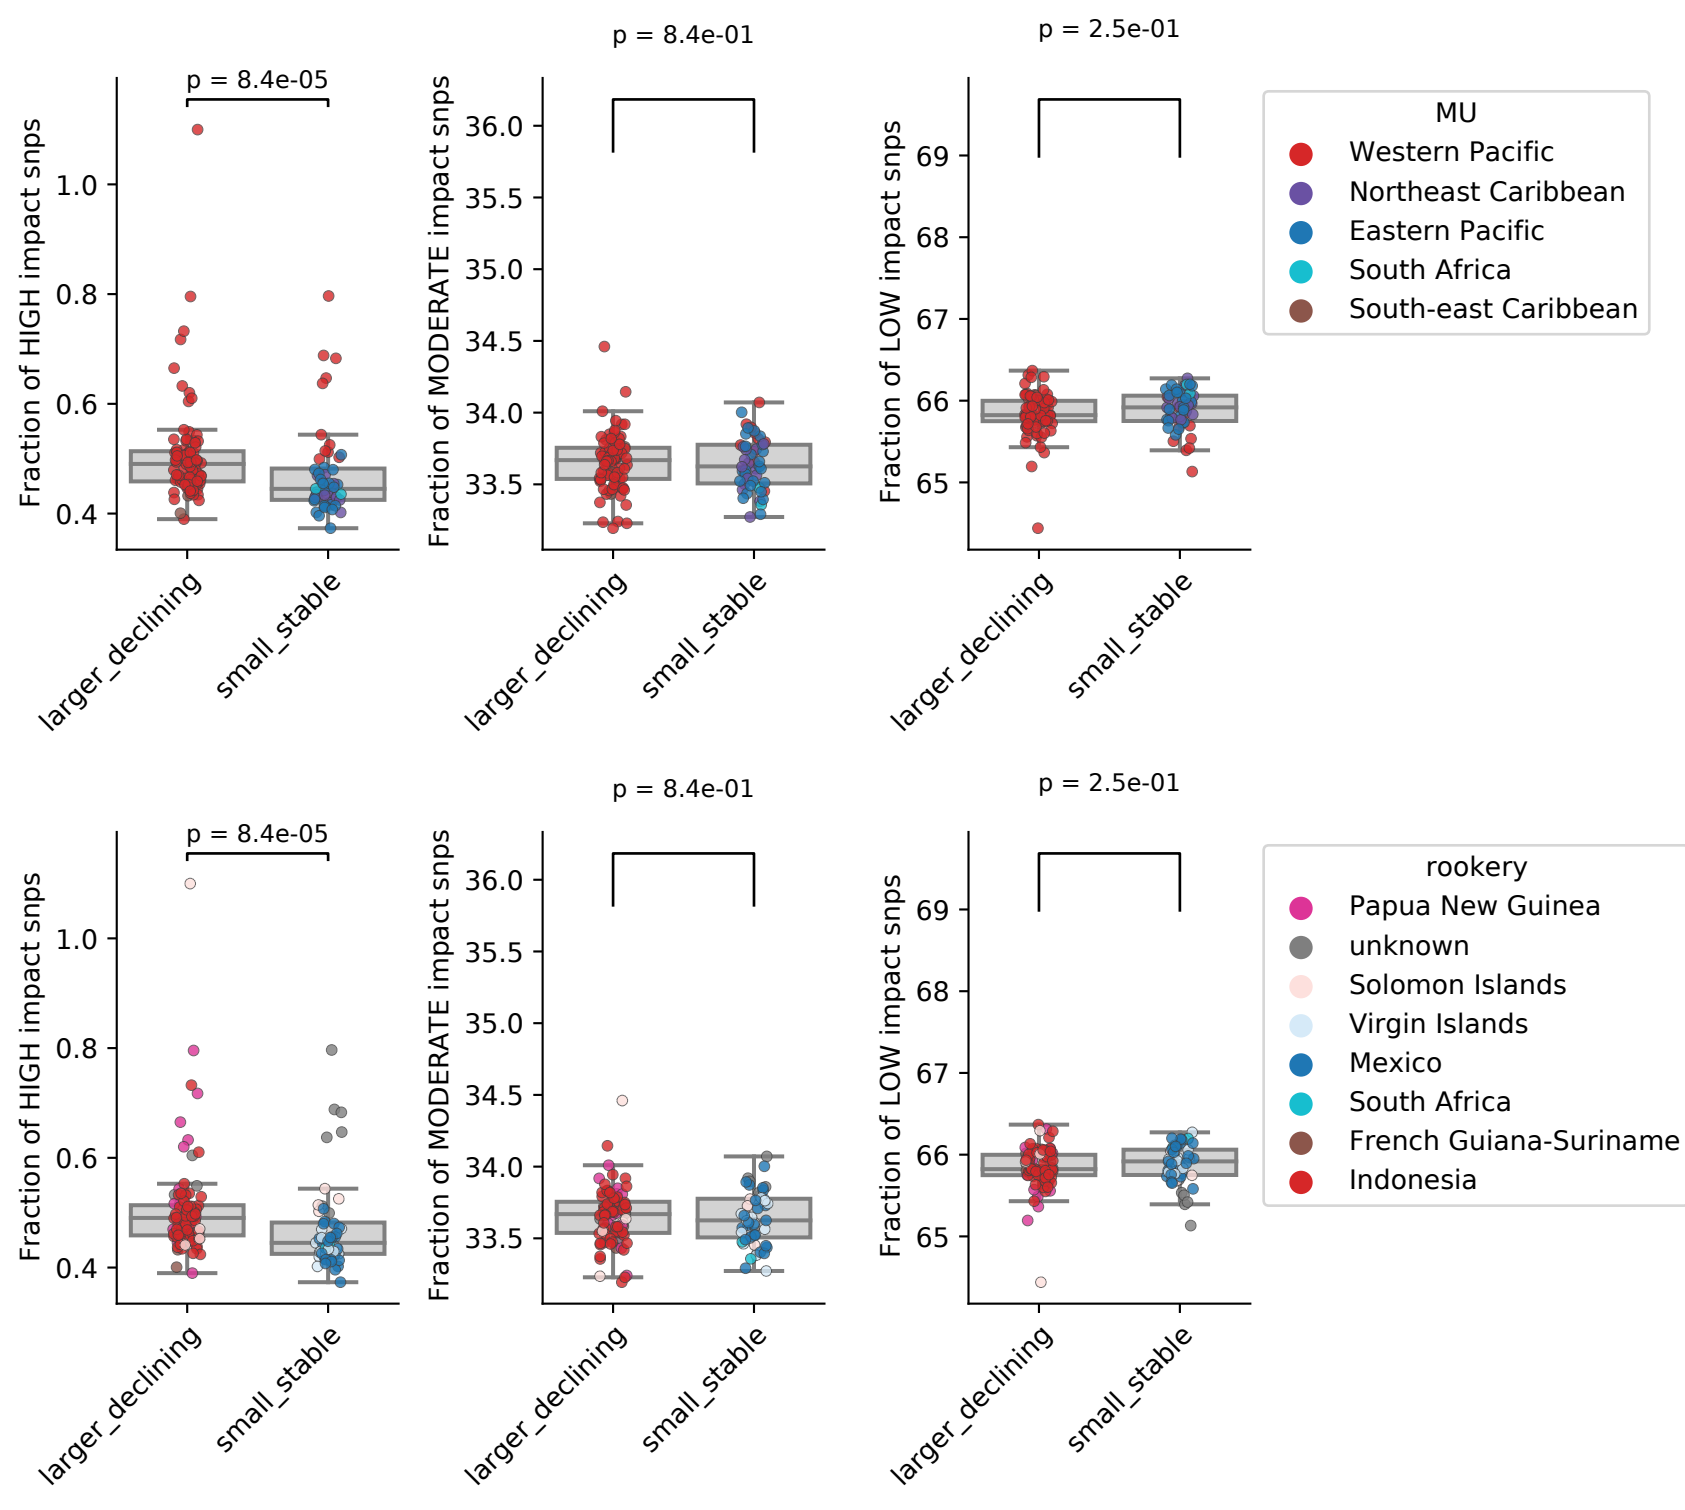 p = 8.4e-05
Fraction of HIGH impact snps
1.0
0.8
0.6
0.4
larger_declining
small_stable
p = 8.4e-01
Fraction of MODERATE impact snps
36.0
35.5
35.0
34.5
34.0
33.5
larger_declining
small_stable
p = 2.5e-01
Fraction of LOW impact snps
69
68
67
66
65
larger_declining
small_stable
MU
Western Pacific
Northeast Caribbean
Eastern Pacific
South Africa
South-east Caribbean
p = 8.4e-05
Fraction of HIGH impact snps
1.0
0.8
0.6
0.4
larger_declining
small_stable
p = 8.4e-01
Fraction of MODERATE impact snps
36.0
35.5
35.0
34.5
34.0
33.5
larger_declining
small_stable
p = 2.5e-01
Fraction of LOW impact snps
69
68
67
66
65
larger_declining
small_stable
rookery
Papua New Guinea
unknown
Solomon Islands
Virgin Islands
Mexico
South Africa
French Guiana-Suriname
Indonesia